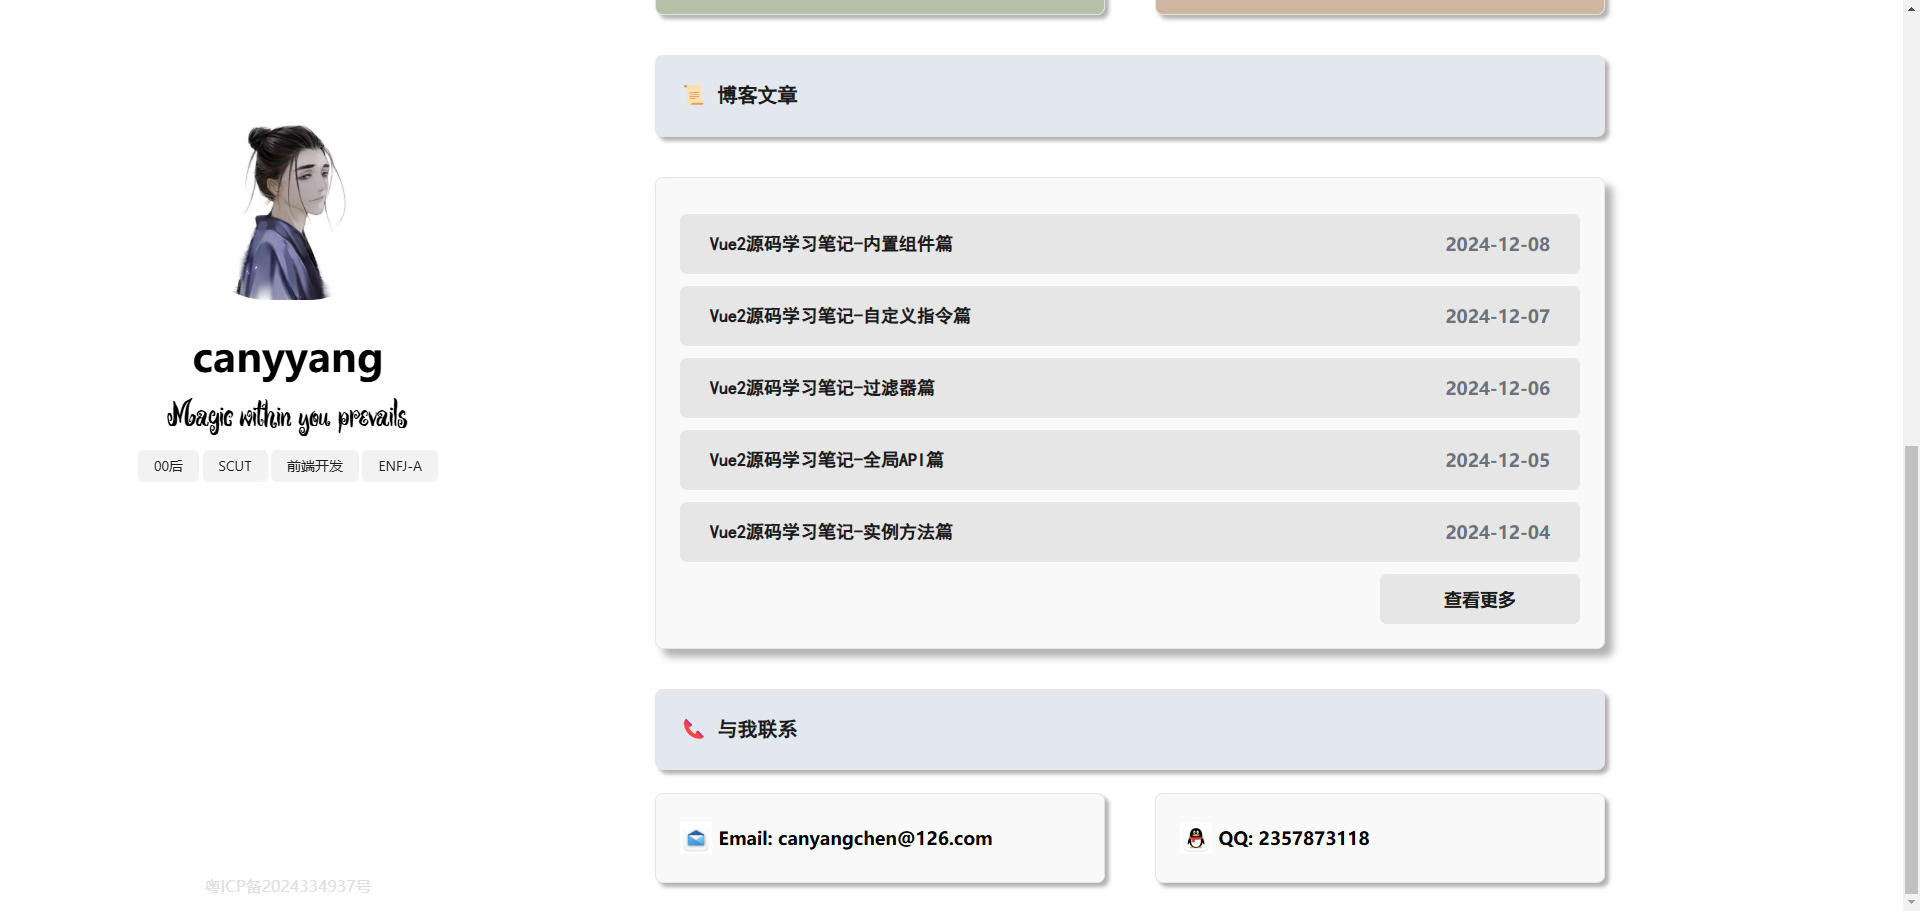 canyyang
Magic within you prevails
00后 SCUT 前端开发 ENFJ-A
粤ICP备2024334937号
博客文章
Vue2源码学习笔记-内置组件篇 2024-12-08
Vue2源码学习笔记-自定义指令篇 2024-12-07
Vue2源码学习笔记-过滤器篇 2024-12-06
Vue2源码学习笔记-全局API篇 2024-12-05
Vue2源码学习笔记-实例方法篇 2024-12-04
查看更多
与我联系
Email: canyangchen@126.com
QQ: 2357873118